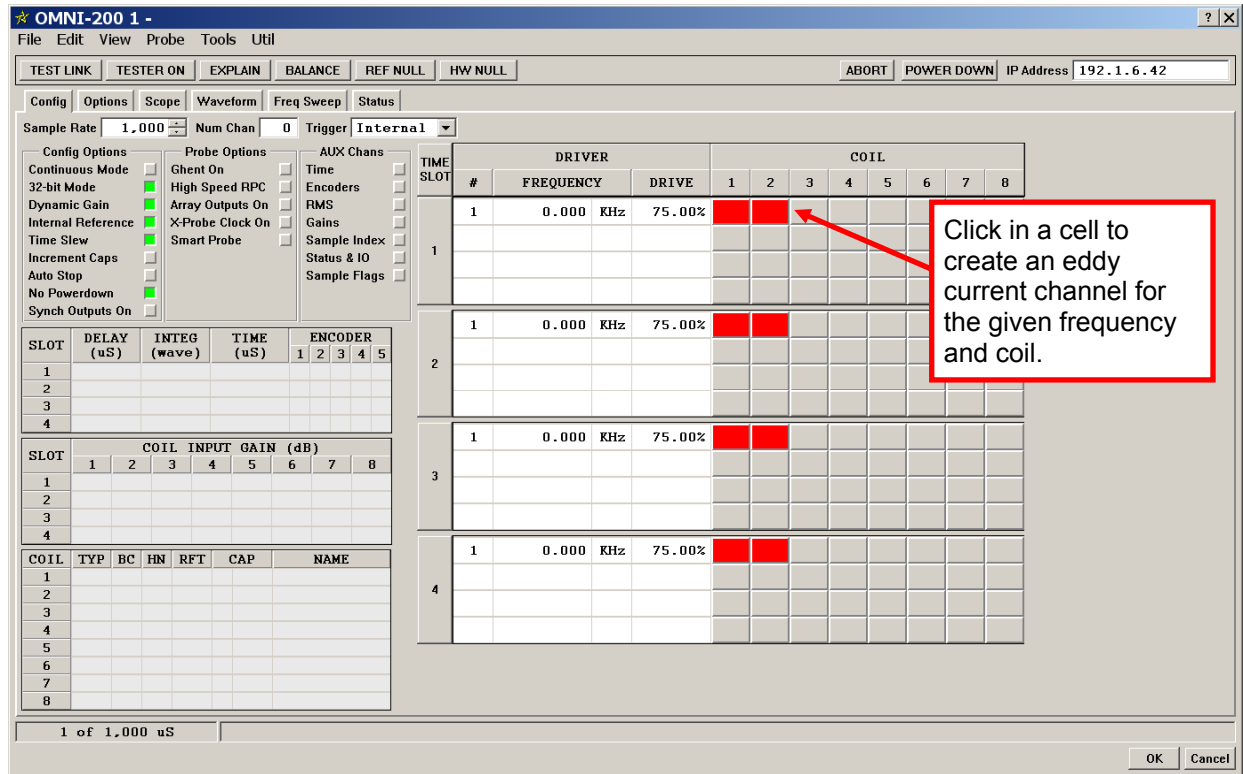 OMNI-200 1 -
? X
File Edit View Probe Tools Util
TEST LINK TESTER ON EXPLAIN BALANCE REF NULL HW NULL ABORT POWER DOWN IP Address 192.1.6.42
Config Options Scope Waveform Freq Sweep Status
Sample Rate 1,000 Num Chan 0 Trigger Internal
Config Options
Continuous Mode
32-bit Mode
Dynamic Gain
Internal Reference
Time Slew
Increment Caps
Auto Stop
No Powerdown
Synch Outputs On
Probe Options
Ghent On
High Speed RPC
Array Outputs On
X-Probe Clock On
Smart Probe
AUX Chans
Time
Encoders
RMS
Gains
Sample Index
Status & IO
Sample Flags
SLOT DELAY (uS) INTEG (wave) TIME (uS) ENCODER
1 2 3 4 5
1
2
3
4
SLOT COIL INPUT GAIN (dB)
1 2 3 4 5 6 7 8
1
2
3
4
COIL TYP BC HN RFT CAP NAME
1
2
3
4
5
6
7
8
TIME SLOT DRIVER COIL
# FREQUENCY DRIVE 1 2 3 4 5 6 7 8
1
1 0.000 KHz 75.00%
2
1 0.000 KHz 75.00%
3
1 0.000 KHz 75.00%
4
1 0.000 KHz 75.00%
Click in a cell to
create an eddy
current channel for
the given frequency
and coil.
1 of 1,000 uS
OK Cancel